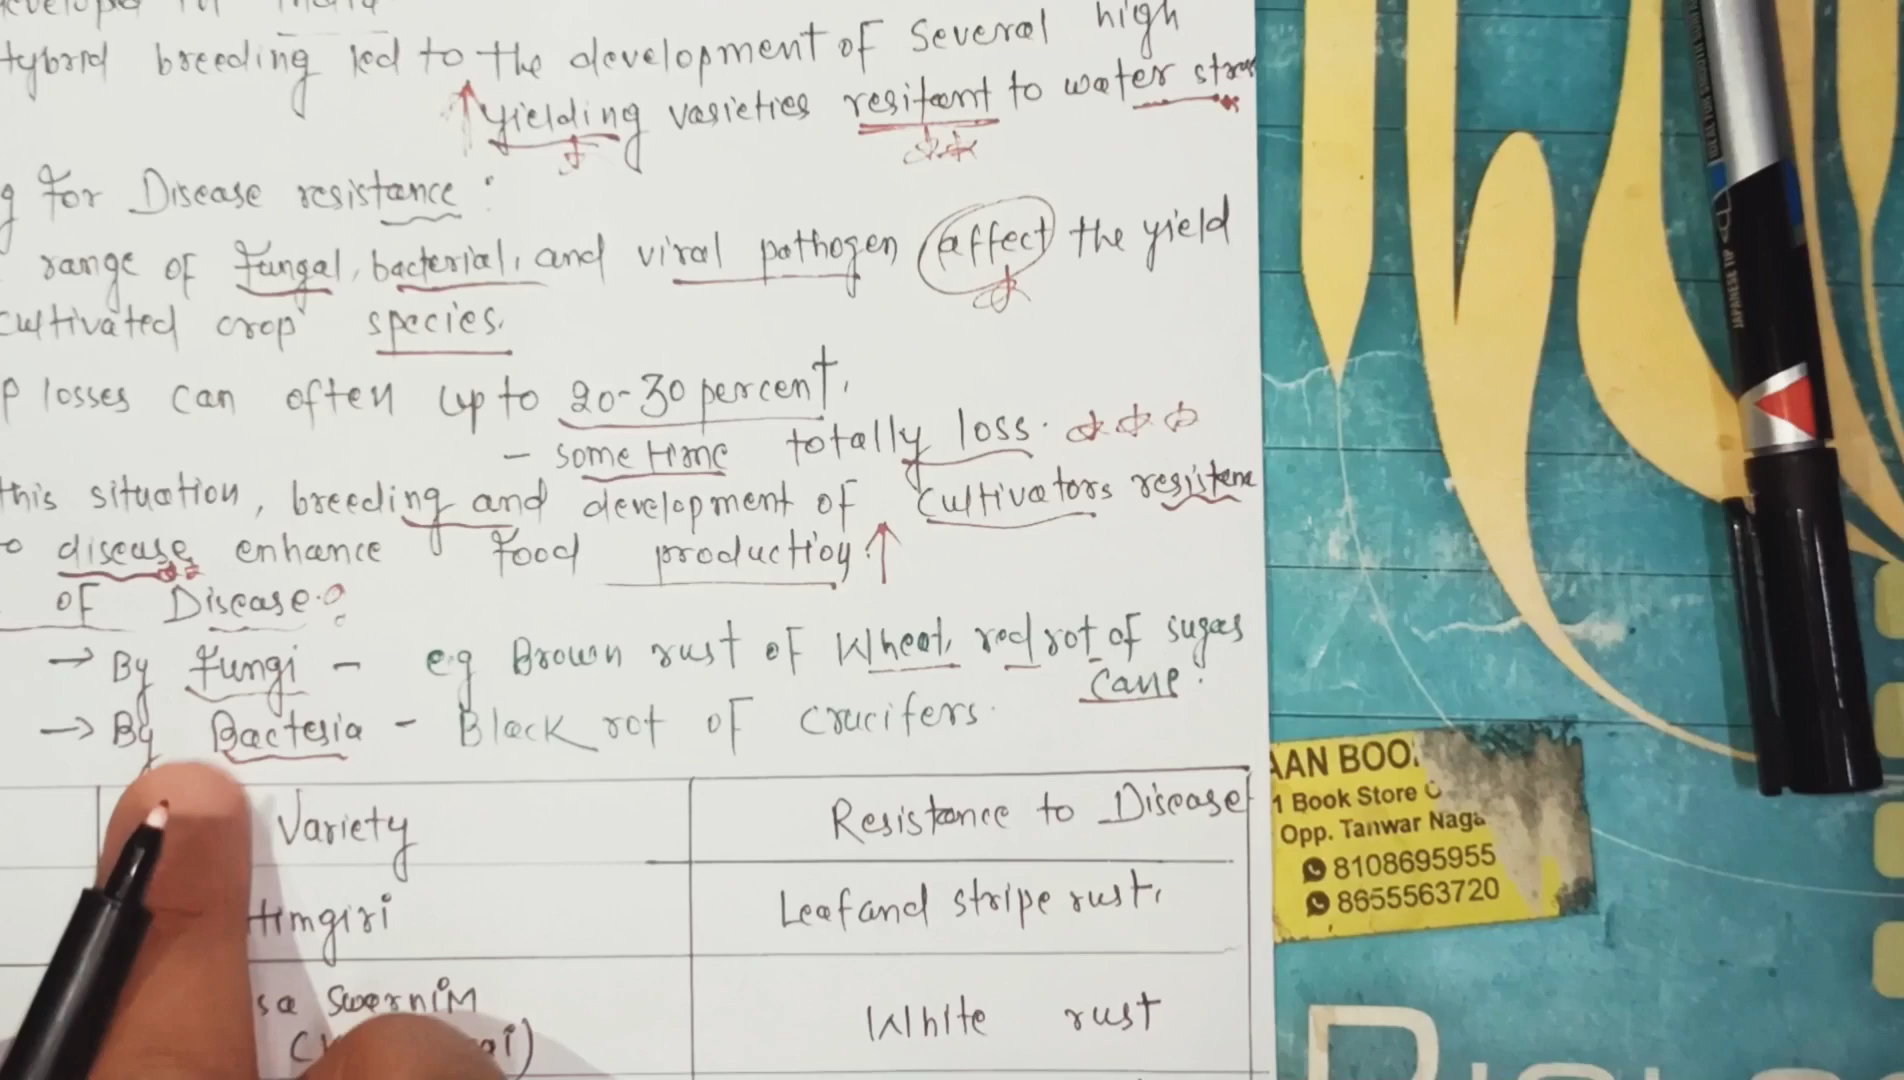 Hybrid breeding led to the development of several high
yielding varieties resitant to water stress
g for Disease resistance:
range of fungal, bacterial, and viral pathogen affect the yield
cultivated crop species.
P losses can often up to 20-30 percent.
- some time totally loss.
this situation, breeding and development of cultivators resistene
to disease enhance food production ↑
of Disease:
→ By Fungi - e.g Brown rust of Wheat, red rot of sugar
cane.
→ By Bacteria - Black rot of crucifers.
Variety Resistance to Disease
Himgiri Leaf and stripe rust,
sa Swarnim White rust
AAN BOO
1 Book Store
Opp. Tanwar Naga
8108695955
8655563720
JAPANESE TIP